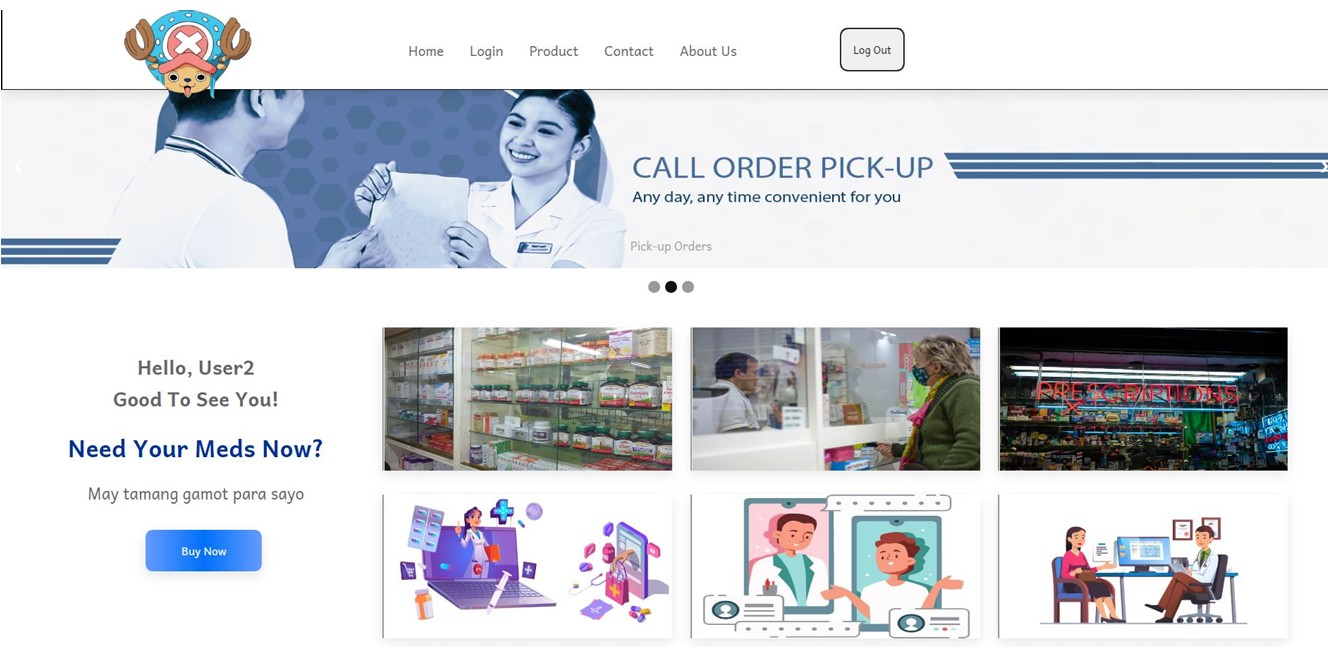 Home
Login
Product
Contact
About Us
Log Out
CALL ORDER PICK-UP
Any day, any time convenient for you
Pick-up Orders
Hello, User2
Good To See You!
Need Your Meds Now?
May tamang gamot para sayo
Buy Now
PRESCRIPTIONS